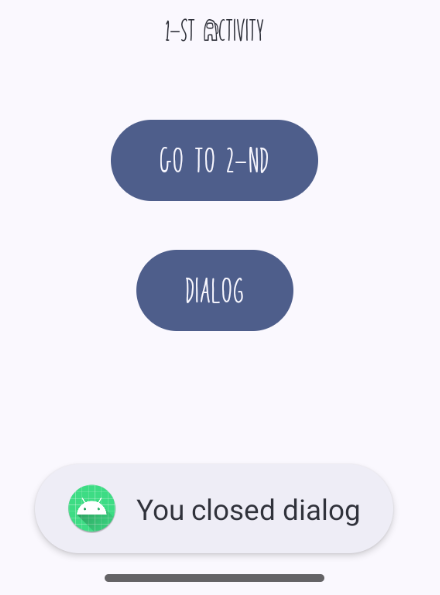 1-ST ACTIVITY
GO TO 2-ND
DIALOG
You closed dialog